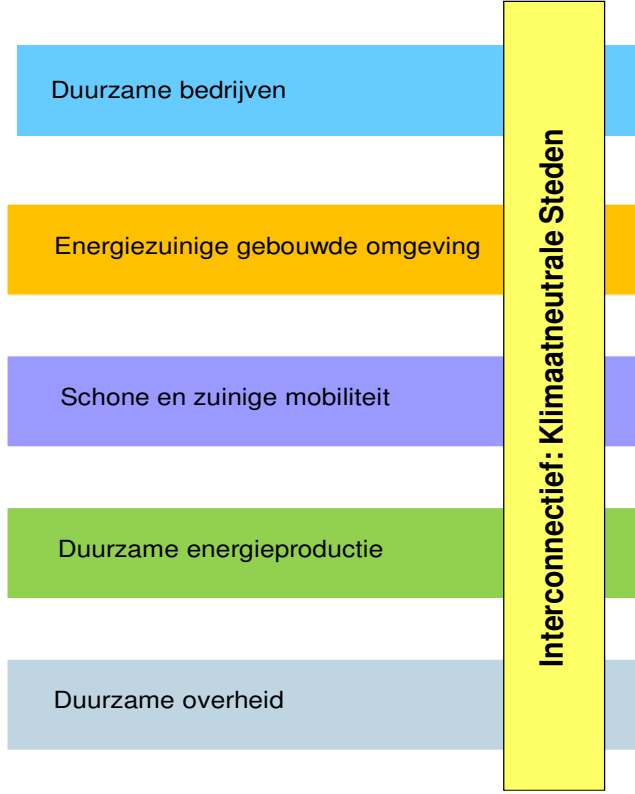 Duurzame bedrijven
Energiezuinige gebouwde omgeving
Schone en zuinige mobiliteit
Duurzame energieproductie
Duurzame overheid
Interconnectief: Klimaatneutrale Steden